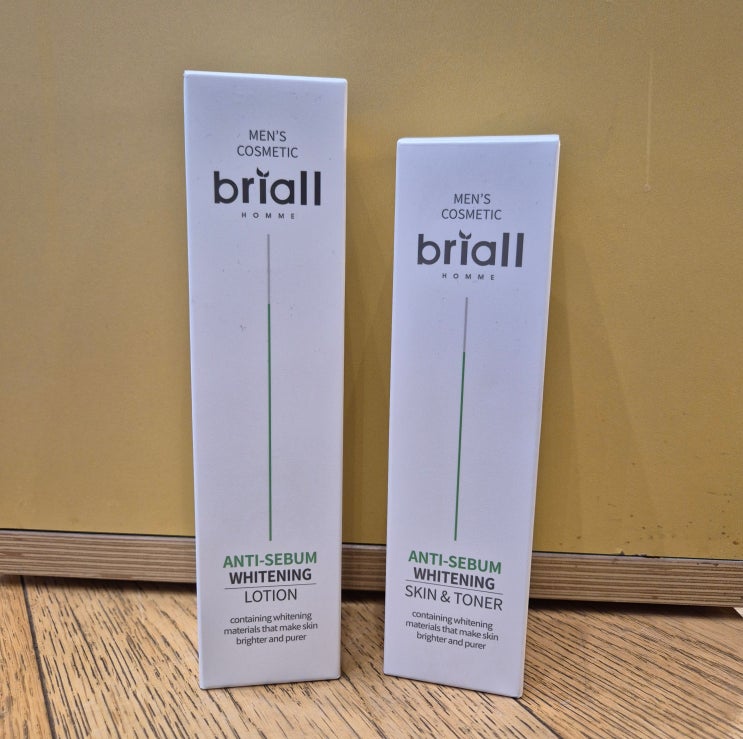 MEN'S
COSMETIC
briall
HOMME
ANTI-SEBUM
WHITENING
LOTION
containing whitening
materials that make skin
brighter and purer
MEN'S
COSMETIC
briall
HOMME
ANTI-SEBUM
WHITENING
SKIN & TONER
containing whitening
materials that make skin
brighter and purer